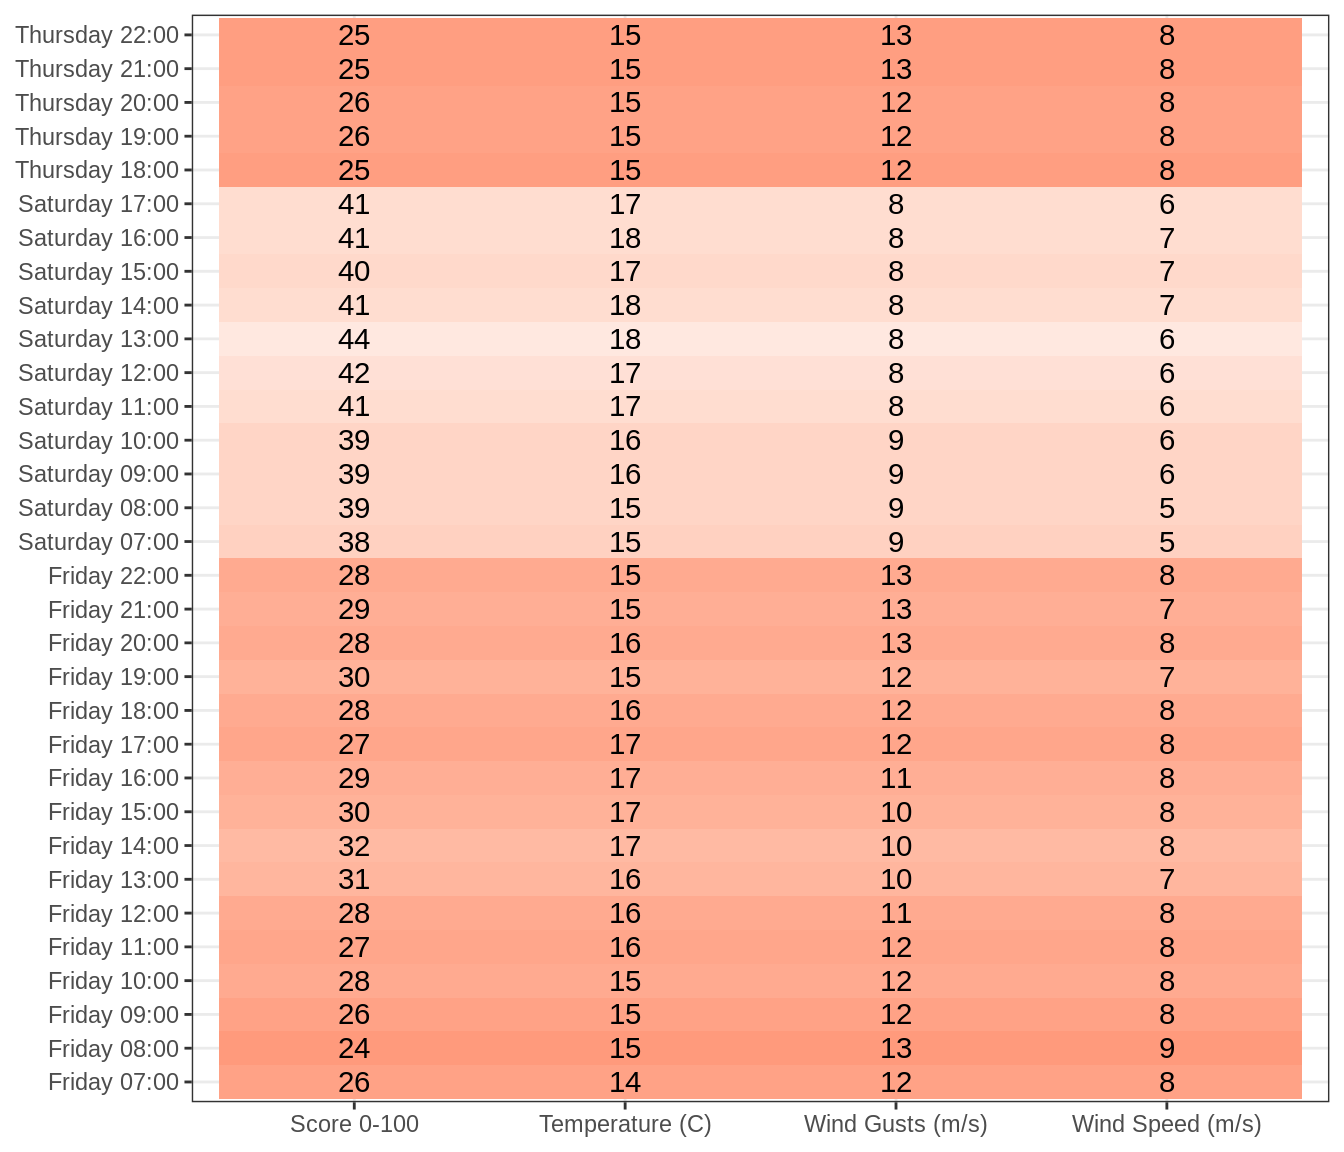 Thursday 22:00 25 15 13 8
Thursday 21:00 25 15 13 8
Thursday 20:00 26 15 12 8
Thursday 19:00 26 15 12 8
Thursday 18:00 25 15 12 8
Saturday 17:00 41 17 8 6
Saturday 16:00 41 18 8 7
Saturday 15:00 40 17 8 7
Saturday 14:00 41 18 8 7
Saturday 13:00 44 18 8 6
Saturday 12:00 42 17 8 6
Saturday 11:00 41 17 8 6
Saturday 10:00 39 16 9 6
Saturday 09:00 39 16 9 6
Saturday 08:00 39 15 9 5
Saturday 07:00 38 15 9 5
Friday 22:00 28 15 13 8
Friday 21:00 29 15 13 7
Friday 20:00 28 16 13 8
Friday 19:00 30 15 12 7
Friday 18:00 28 16 12 8
Friday 17:00 27 17 12 8
Friday 16:00 29 17 11 8
Friday 15:00 30 17 10 8
Friday 14:00 32 17 10 8
Friday 13:00 31 16 10 7
Friday 12:00 28 16 11 8
Friday 11:00 27 16 12 8
Friday 10:00 28 15 12 8
Friday 09:00 26 15 12 8
Friday 08:00 24 15 13 9
Friday 07:00 26 14 12 8
Score 0-100 Temperature (C) Wind Gusts (m/s) Wind Speed (m/s)